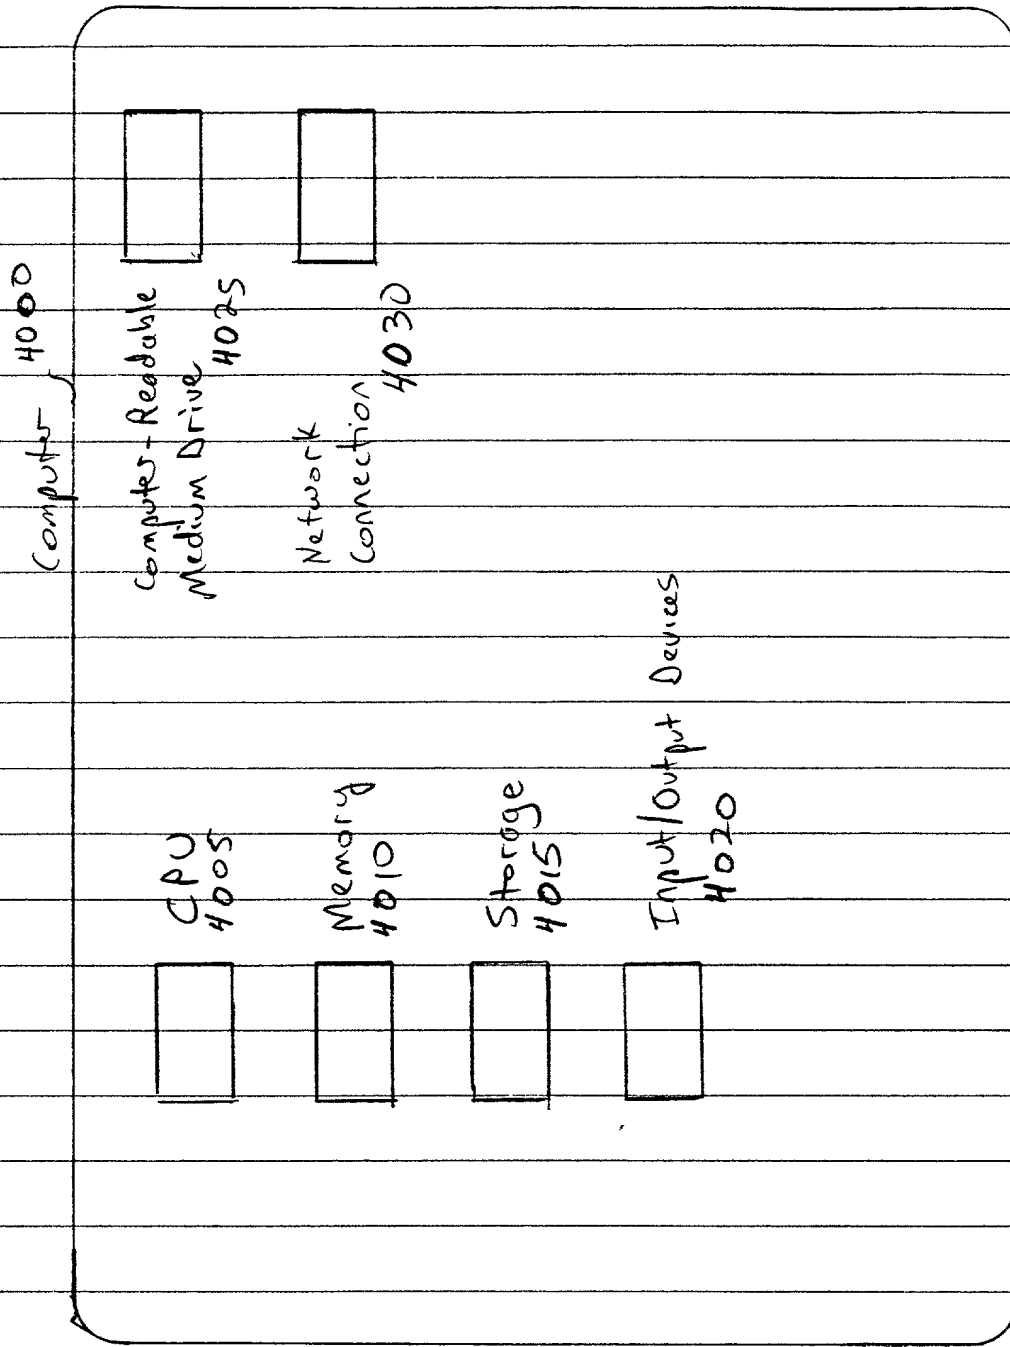 Computer 4000
CPU
4005
Memory
4010
Storage
4015
Input/Output Devices
4020
Computer-Readable
Medium Drive
4025
Network
Connection
4030